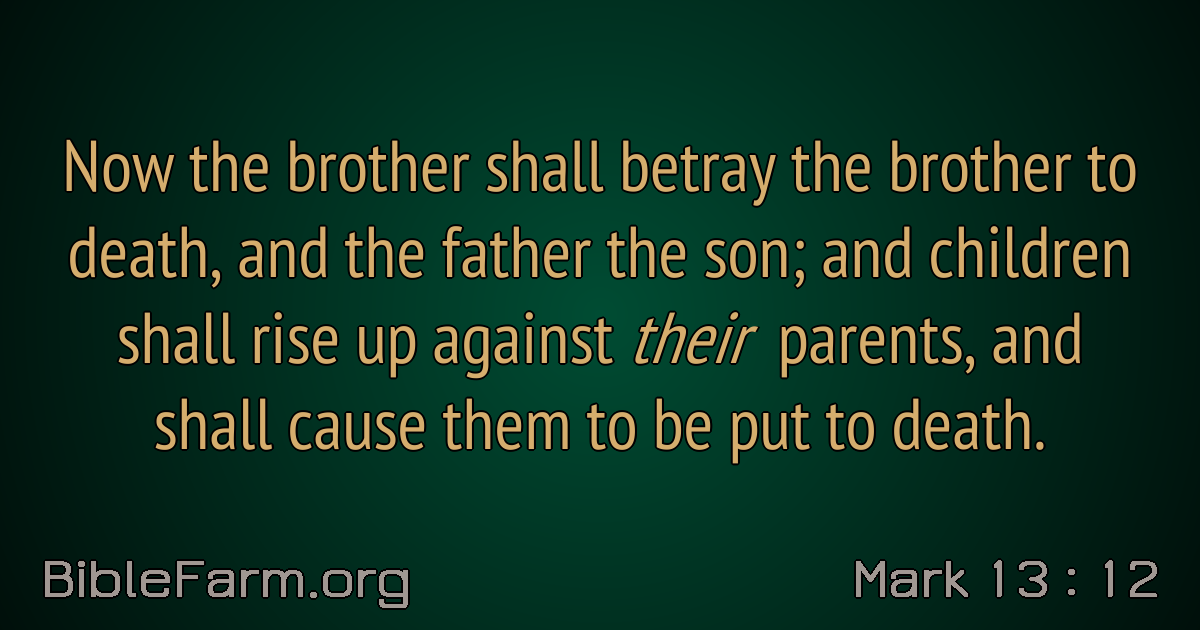 Now the brother shall betray the brother to
death, and the father the son; and children
shall rise up against their parents, and
shall cause them to be put to death.
BibleFarm.org
Mark 13 : 12